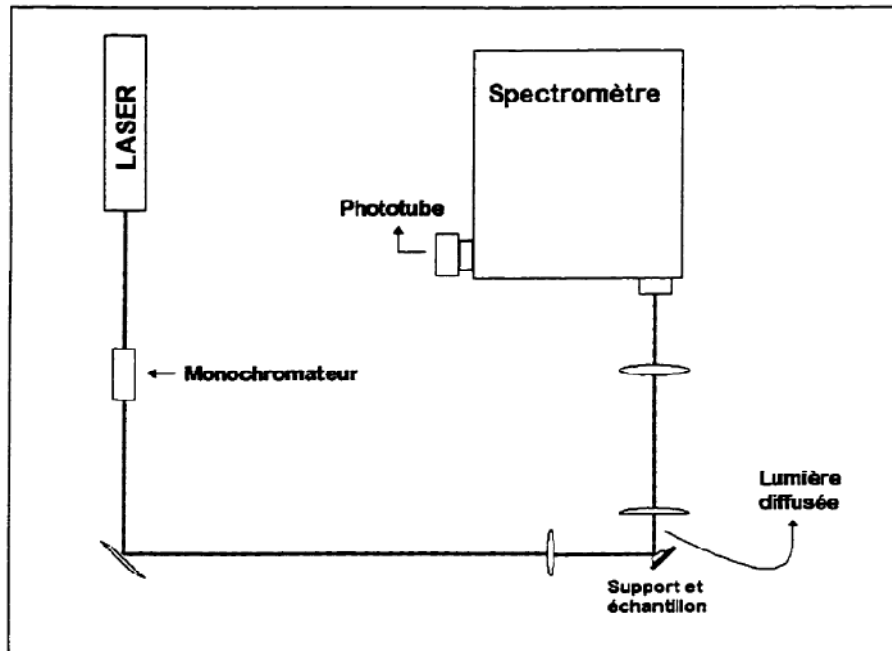 LASER
Spectromètre
Phototube
Monochromateur
Lumière
diffusée
Support et
échantillon